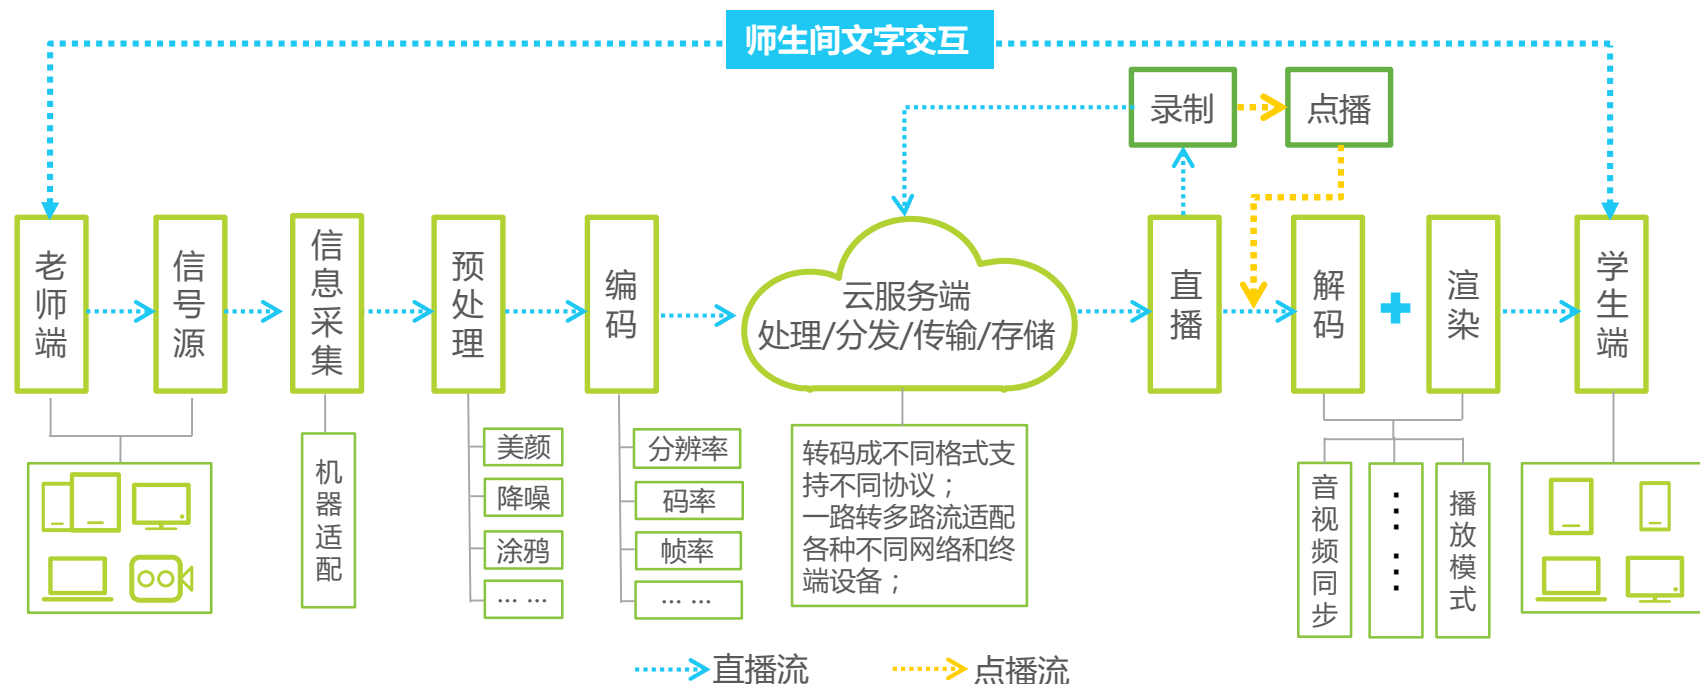 师生间文字交互
录制
点播
老师端
信号源
信息采集
预处理
编码
云服务端
处理/分发/传输/存储
直播
解码
渲染
学生端
机器适配
美颜
降噪
涂鸦
... ...
分辨率
码率
帧率
... ...
转码成不同格式支
持不同协议；
一路转多路流适配
各种不同网络和终
端设备；
音视频同步
......
播放模式
直播流
点播流